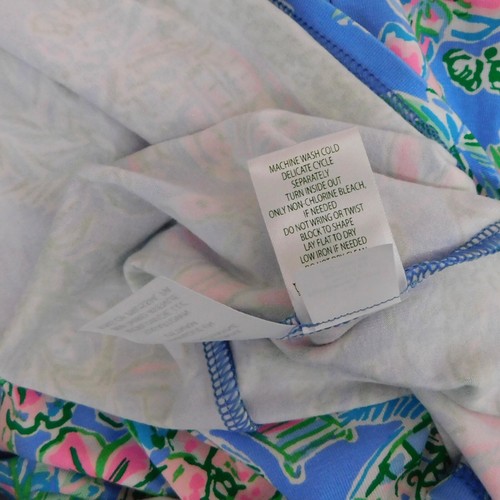 MACHINE WASH COLD
DELICATE CYCLE
SEPARATELY
TURN INSIDE OUT
ONLY NON-CHLORINE BLEACH,
IF NEEDED
DO NOT WRING OR TWIST
BLOCK TO SHAPE
LAY FLAT TO DRY
LOW IRON IF NEEDED